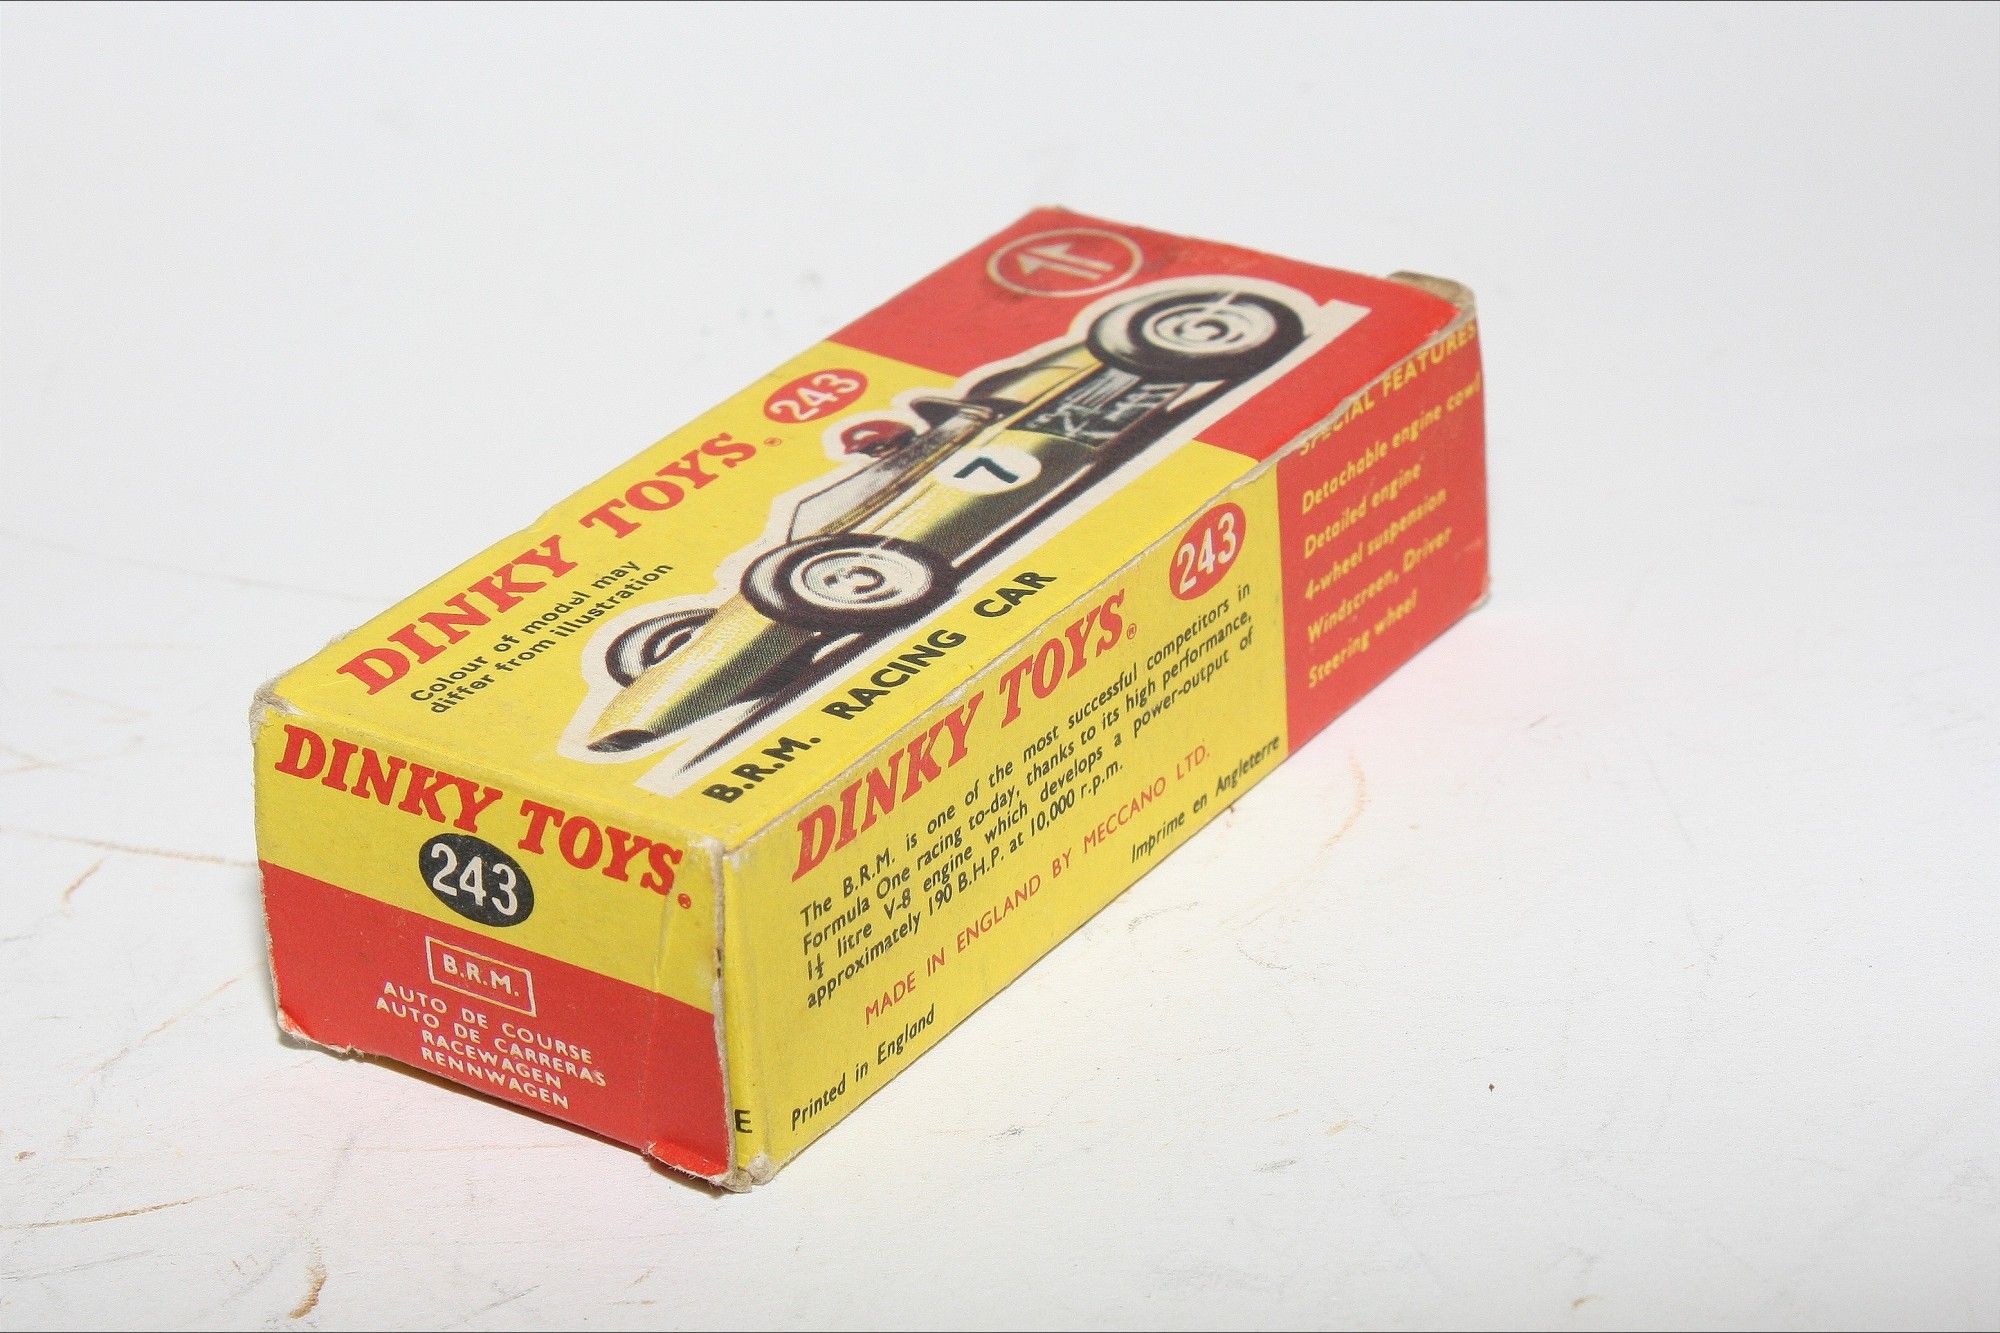 DINKY TOYS. ®
243
Colour of model may
differ from illustration
7
B.R.M. RACING CAR
DINKY TOYS®
243
B.R.M.
AUTO DE COURSE
AUTO DE CARRERAS
RACEWAGEN
RENNWAGEN
E
DINKY TOYS®
243
The B.R.M. is one of the most successful competitors in
Formula One racing to-day, thanks to its high performance,
1½ litre V-8 engine which develops a power-output of
approximately 190 B.H.P. at 10,000 r.p.m.
MADE IN ENGLAND BY MECCANO LTD.
Printed in England
Imprime en Angleterre
SPECIAL FEATURES
Detachable engine cowl
Detailed engine
4-wheel suspension
Windscreen, Driver
Steering wheel